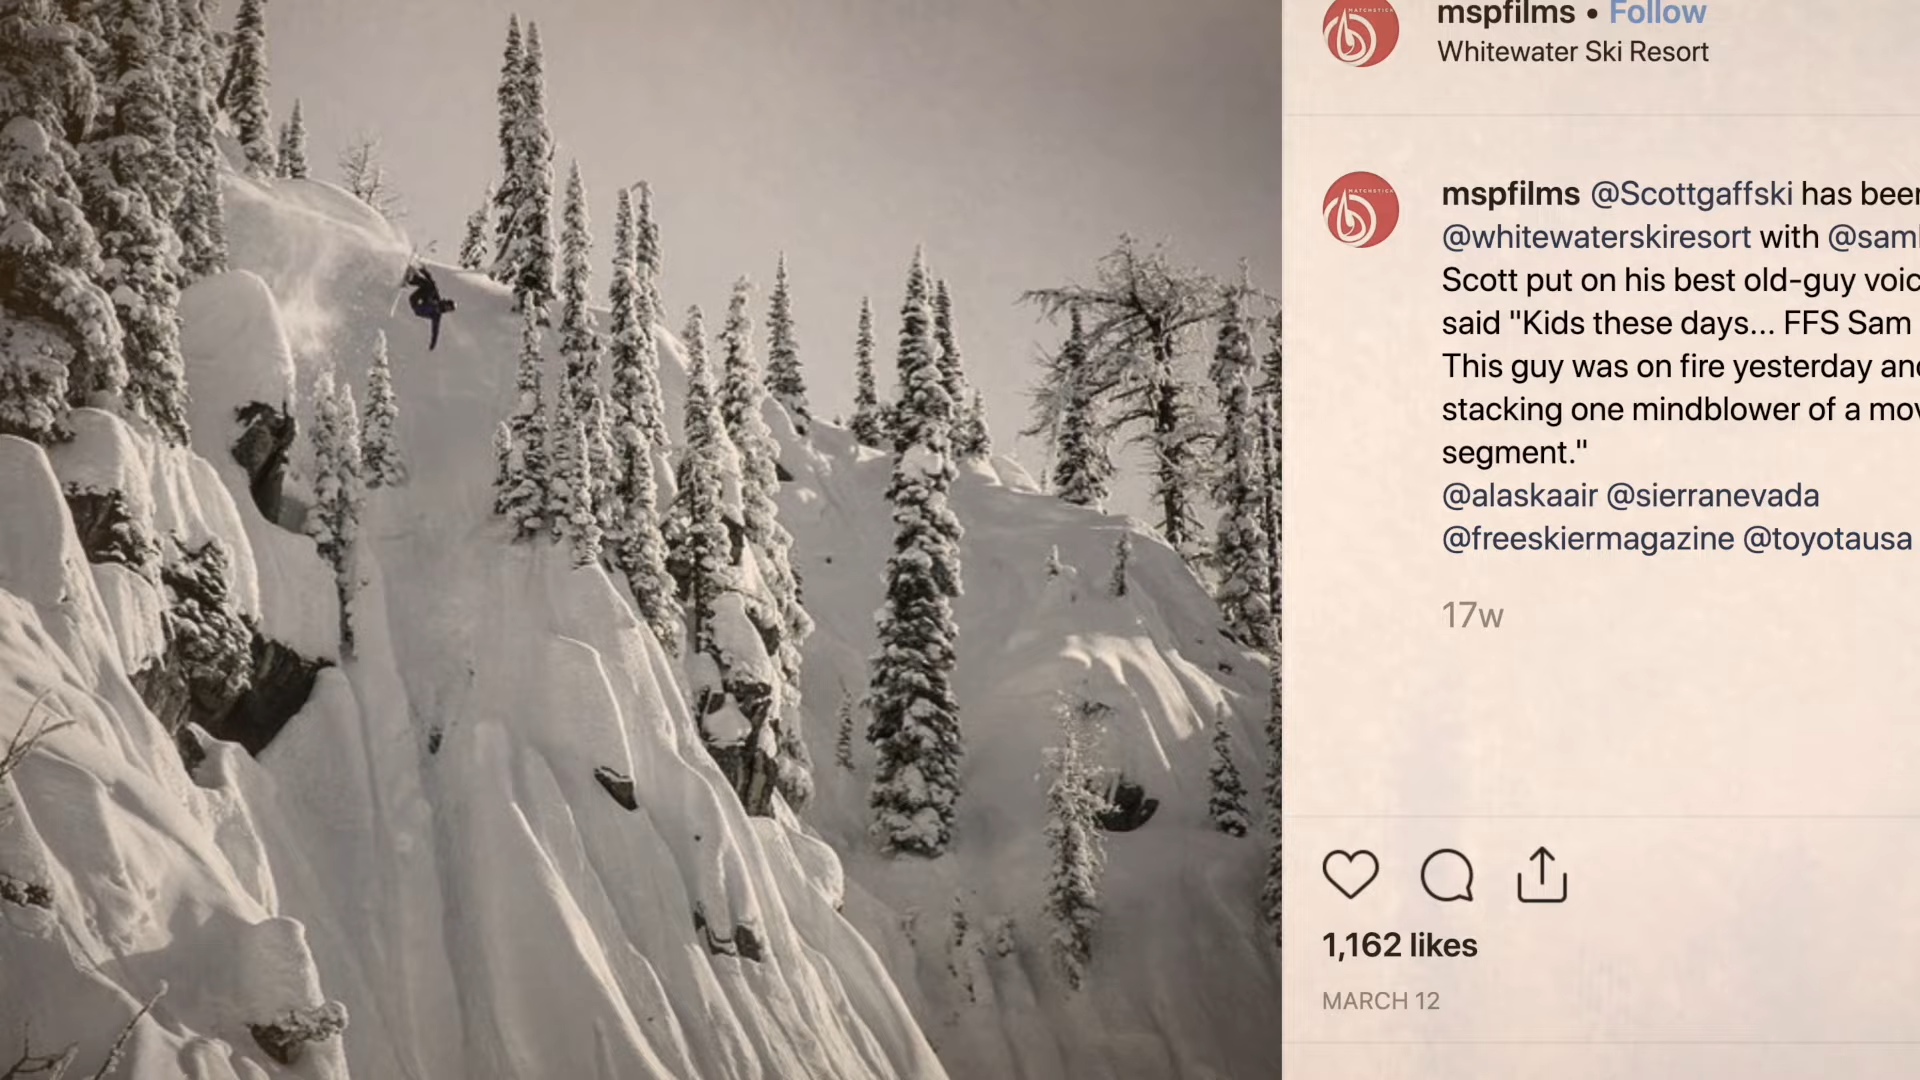 mspfilms • Follow
Whitewater Ski Resort
MATCHSTICK
mspfilms @Scottgaffski has been
@whitewaterskiresort with
Scott put on his best old-guy
said "Kids these days... FFS Sam
This guy was on fire yesterday
stacking one mindblower of a
segment."
@alaskaair @sierranevada
@freeskiermagazine @toyotausa
17w
1,162 likes
MARCH 12